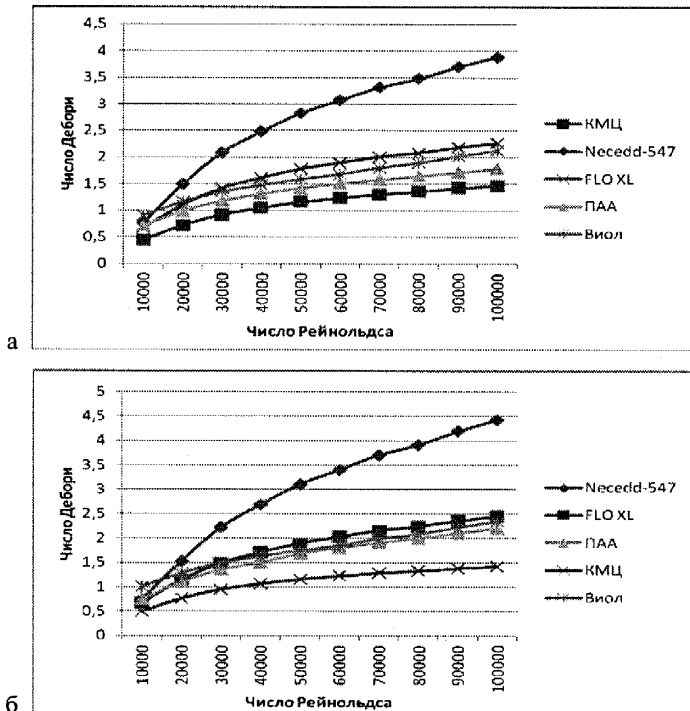 4,5
4
3,5
3
2,5
2
1,5
1
0,5
0
Число Дебори
10000
20000
30000
40000
50000
60000
70000
80000
90000
100000
Число Рейнольдса
КМЦ
Necedd-547
FLO XL
ПАА
Виол
а
5
4,5
4
3,5
3
2,5
2
1,5
1
0,5
0
Число Дебори
10000
20000
30000
40000
50000
60000
70000
80000
90000
100000
Число Рейнольдса
Necedd-547
FLO XL
ПАА
КМЦ
Виол
б